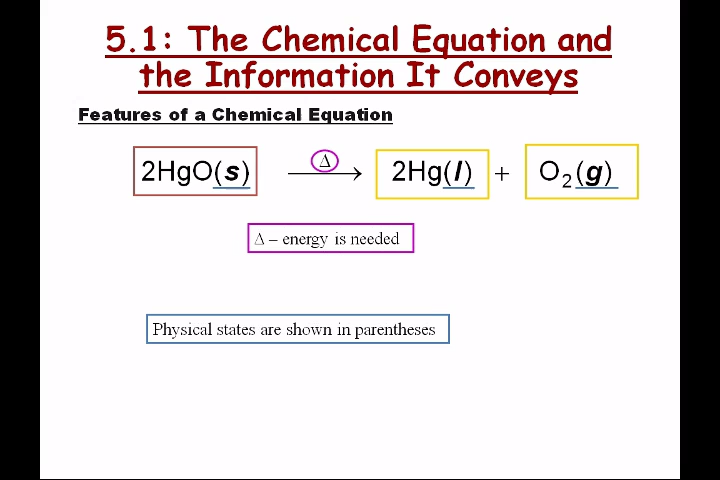 5.1: The Chemical Equation and
the Information It Conveys
Features of a Chemical Equation
2HgO(s) ⟶ Δ 2Hg(l) + O₂(g)
Δ – energy is needed
Physical states are shown in parentheses